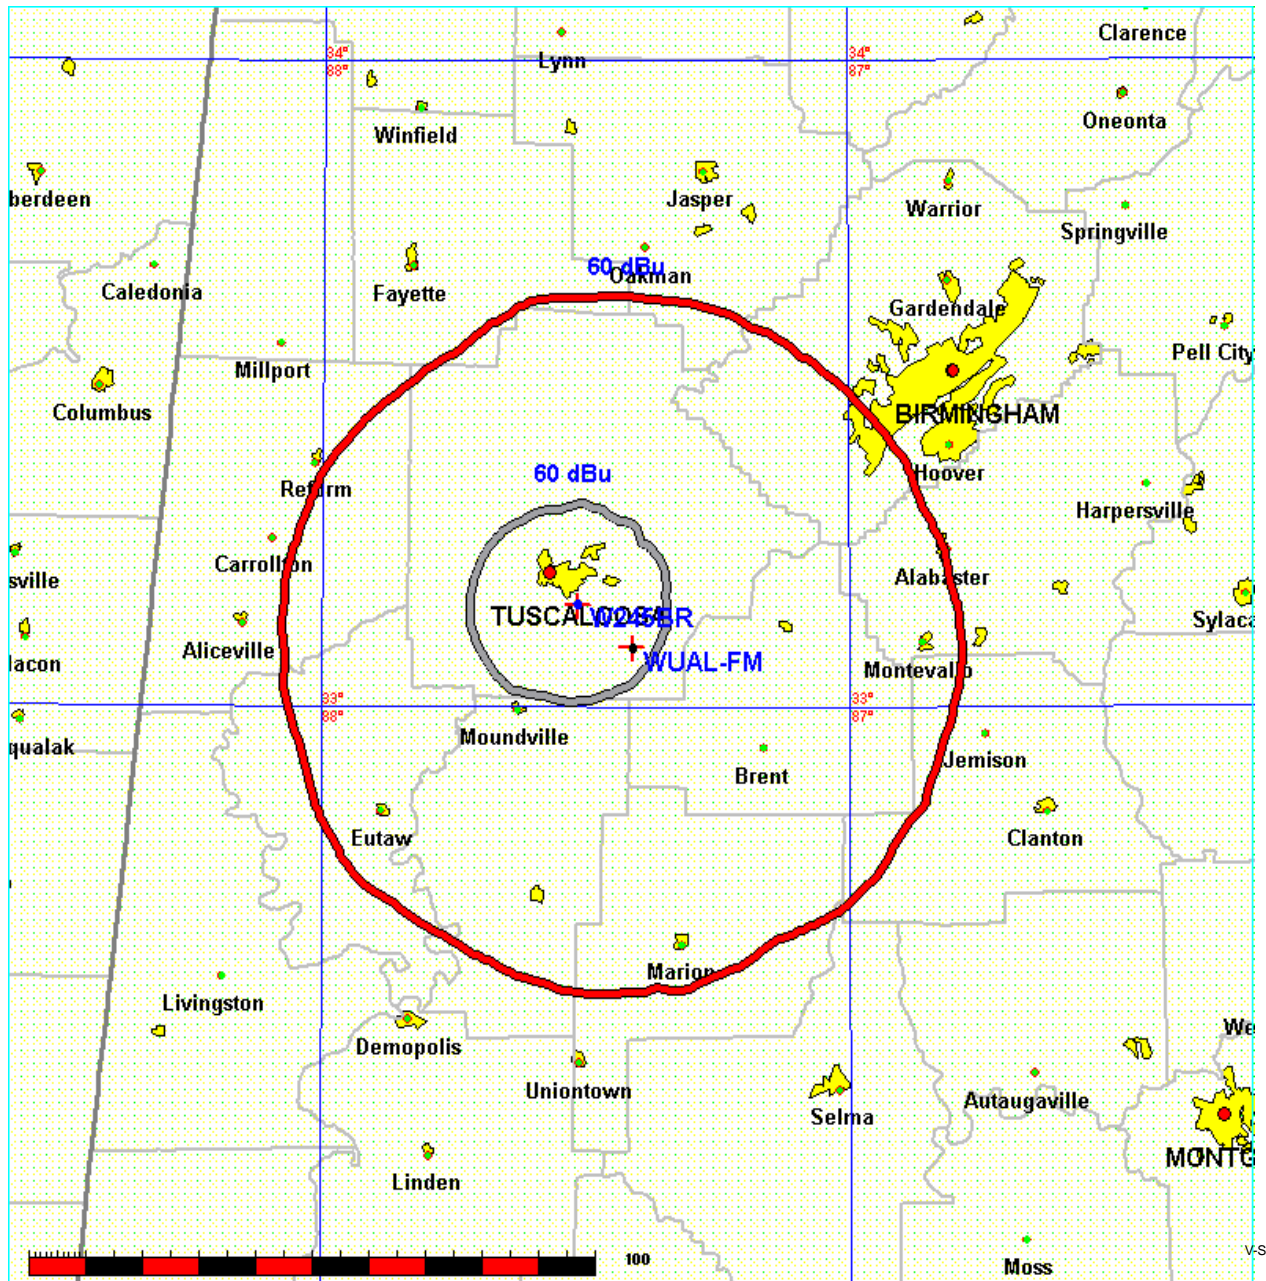 Clarence
34°
88°
34°
87°
Lynn
Oneonta
Winfield
berdeen
Jasper
Warrior
Springville
60 dBu
Oakman
Caledonia
Fayette
Gardendale
Pell City
Millport
Columbus
BIRMINGHAM
60 dBu
Hoover
Reform
Harpersville
Carrollton
Alabaster
sville
TUSCALOOSA
W245BR
Sylaca
Aliceville
lacon
WUAL-FM
Montevallo
33°
88°
33°
87°
Moundville
qualak
Jemison
Brent
Eutaw
Clanton
Marion
Livingston
We
Demopolis
Uniontown
Autaugaville
Selma
MONTG
Linden
100
V-S
Moss